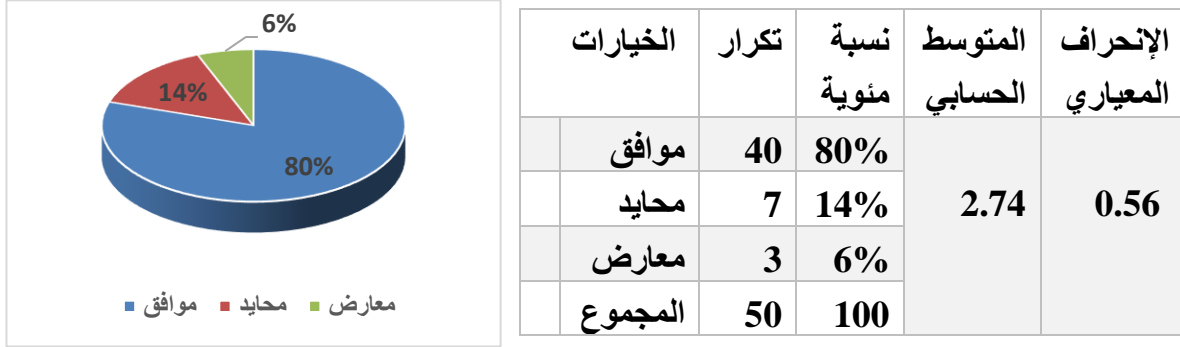 6%
14%
80%
موافق محايد معارض
الخيارات تكرار نسبة المتوسط الإنحراف
مئوية الحسابي المعياري
موافق 40 80%
محايد 7 14% 2.74 0.56
معارض 3 6%
المجموع 50 100